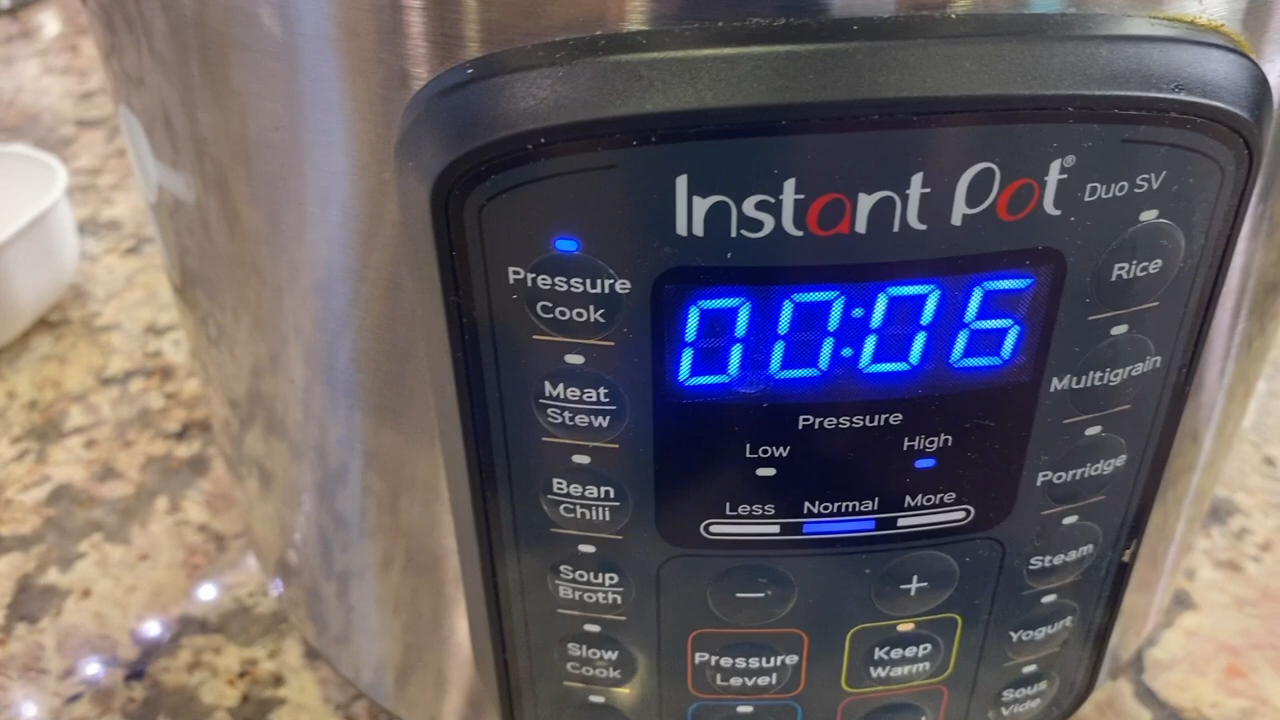 Instant Pot® Duo SV
Pressure
Cook
Meat
Stew
Bean
Chili
Soup
Broth
Slow
Cook
00:06
Pressure
Low
High
Less
Normal
More
−
+
Pressure
Level
Keep
Warm
Rice
Multigrain
Porridge
Steam
Yogurt
Sous
Vide